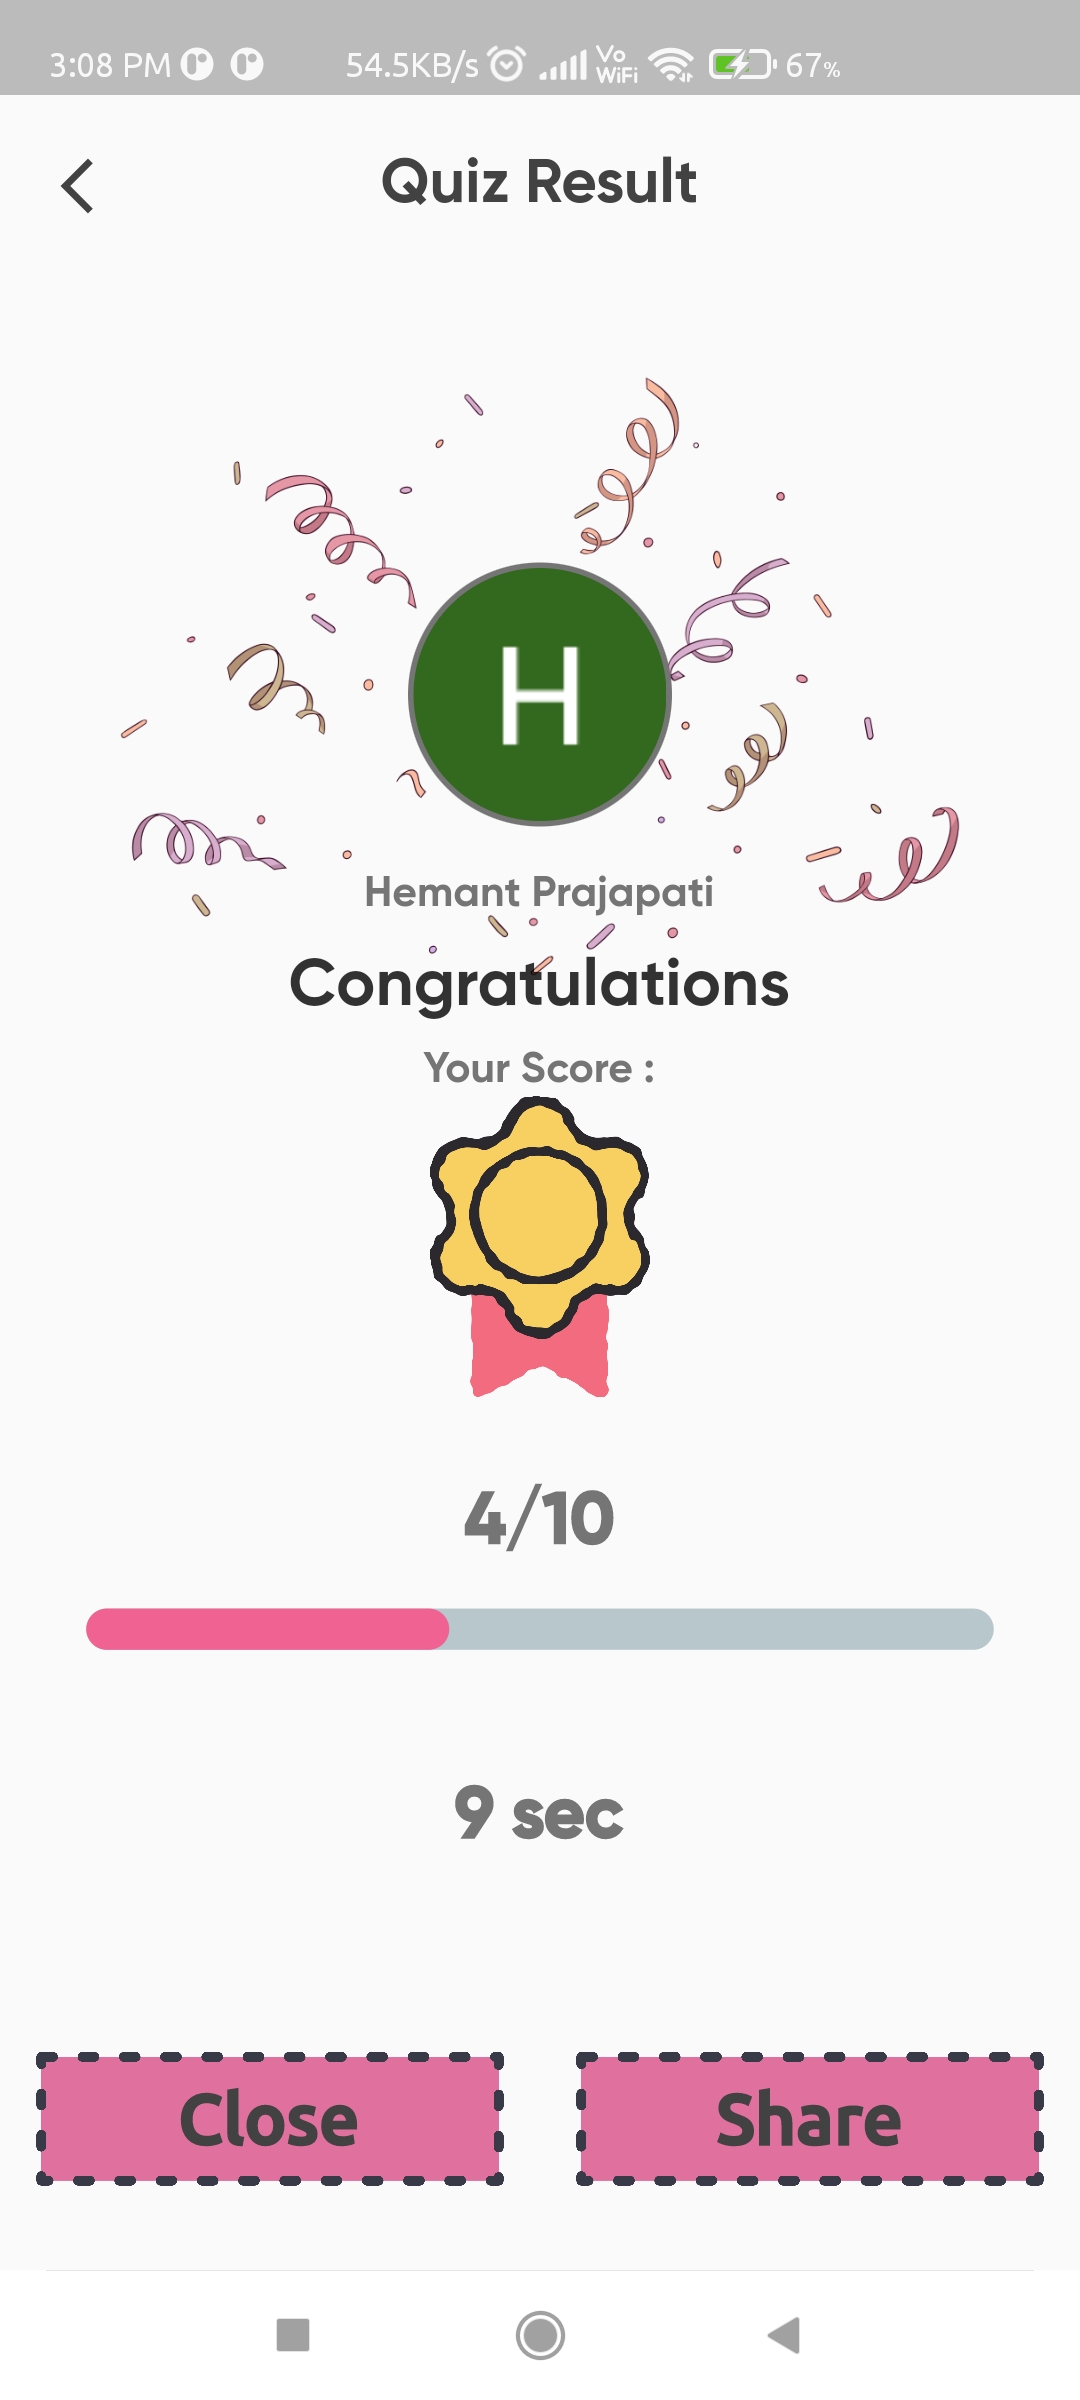 3:08 PM 54.5KB/s Vo WiFi 67%
Quiz Result
H
Hemant Prajapati
Congratulations
Your Score :
4/10
9 sec
Close Share